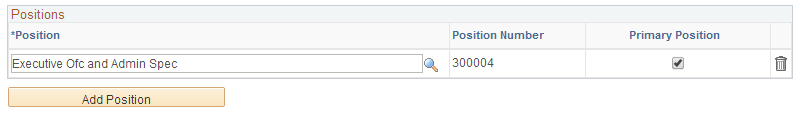 Positions
*Position Position Number Primary Position
Executive Ofc and Admin Spec 300004
Add Position